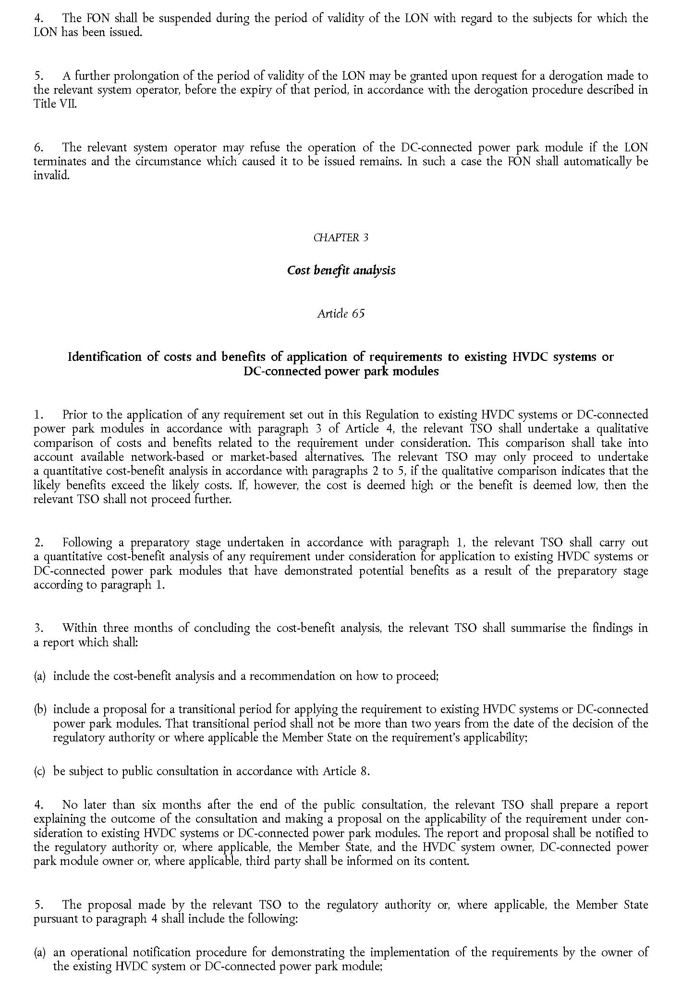 4. The FON shall be suspended during the period of validity of the LON with regard to the subjects for which the
LON has been issued.
5. A further prolongation of the period of validity of the LON may be granted upon request for a derogation made to
the relevant system operator, before the expiry of that period, in accordance with the derogation procedure described in
Title VII.
6. The relevant system operator may refuse the operation of the DC-connected power park module if the LON
terminates and the circumstance which caused it to be issued remains. In such a case the FON shall automatically be
invalid.
CHAPTER 3
Cost benefit analysis
Article 65
Identification of costs and benefits of application of requirements to existing HVDC systems or
DC-connected power park modules
1. Prior to the application of any requirement set out in this Regulation to existing HVDC systems or DC-connected
power park modules in accordance with paragraph 3 of Article 4, the relevant TSO shall undertake a qualitative
comparison of costs and benefits related to the requirement under consideration. This comparison shall take into
account available network-based or market-based alternatives. The relevant TSO may only proceed to undertake
a quantitative cost-benefit analysis in accordance with paragraphs 2 to 5, if the qualitative comparison indicates that the
likely benefits exceed the likely costs. If, however, the cost is deemed high or the benefit is deemed low, then the
relevant TSO shall not proceed further.
2. Following a preparatory stage undertaken in accordance with paragraph 1, the relevant TSO shall carry out
a quantitative cost-benefit analysis of any requirement under consideration for application to existing HVDC systems or
DC-connected power park modules that have demonstrated potential benefits as a result of the preparatory stage
according to paragraph 1.
3. Within three months of concluding the cost-benefit analysis, the relevant TSO shall summarise the findings in
a report which shall:
(a) include the cost-benefit analysis and a recommendation on how to proceed;
(b) include a proposal for a transitional period for applying the requirement to existing HVDC systems or DC-connected
power park modules. That transitional period shall not be more than two years from the date of the decision of the
regulatory authority or where applicable the Member State on the requirement's applicability;
(c) be subject to public consultation in accordance with Article 8.
4. No later than six months after the end of the public consultation, the relevant TSO shall prepare a report
explaining the outcome of the consultation and making a proposal on the applicability of the requirement under con-
sideration to existing HVDC systems or DC-connected power park modules. The report and proposal shall be notified to
the regulatory authority or, where applicable, the Member State, and the HVDC system owner, DC-connected power
park module owner or, where applicable, third party shall be informed on its content.
5. The proposal made by the relevant TSO to the regulatory authority or, where applicable, the Member State
pursuant to paragraph 4 shall include the following:
(a) an operational notification procedure for demonstrating the implementation of the requirements by the owner of
the existing HVDC system or DC-connected power park module;